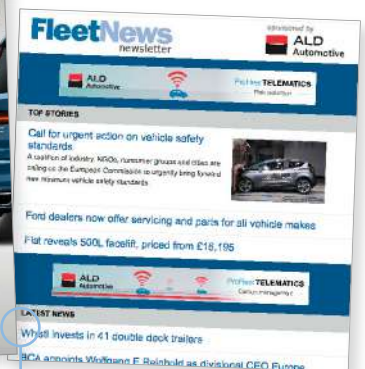 FleetNews
newsletter
sponsored by
ALD
Automotive
ALD
Automotive
ProFleet TELEMATICS
TOP STORIES
Call for urgent action on vehicle safety
standards
A coalition of industry, NGOs, consumer groups and cities are
calling on the European Commission to urgently bring forward
new minimum vehicle safety standards
Ford dealers now offer servicing and parts for all vehicle makes
Fiat reveals 500L facelift, priced from £16,195
ALD
Automotive
ProFleet TELEMATICS
LATEST NEWS
Whistl invests in 41 double deck trailers
BCA appoints Wolfgang F Reinhold as divisional CEO Europe